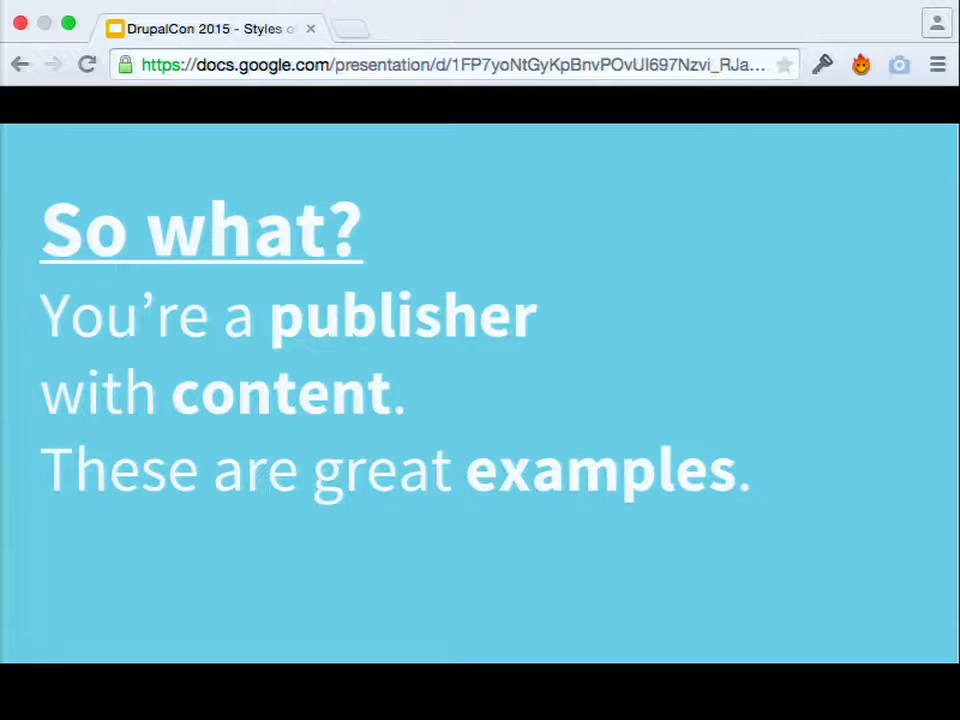 DrupalCon 2015 - Styles o
https://docs.google.com/presentation/d/1FP7yoNtGyKpBnvPOvUl697Nzvi_RJa...
So what?
You’re a publisher
with content.
These are great examples.